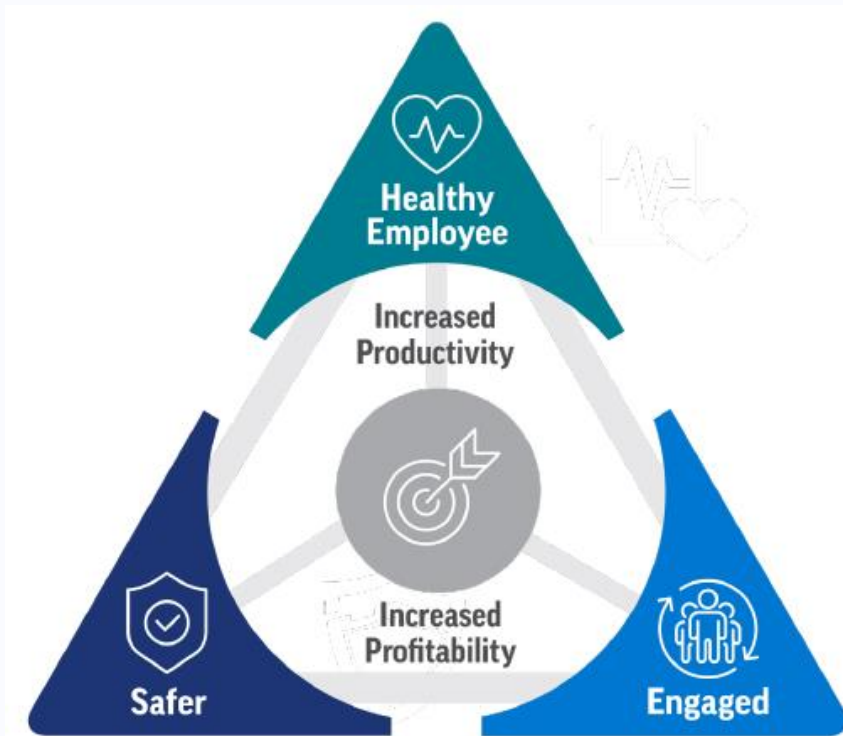 Healthy
Employee
Increased
Productivity
Increased
Profitability
Safer
Engaged